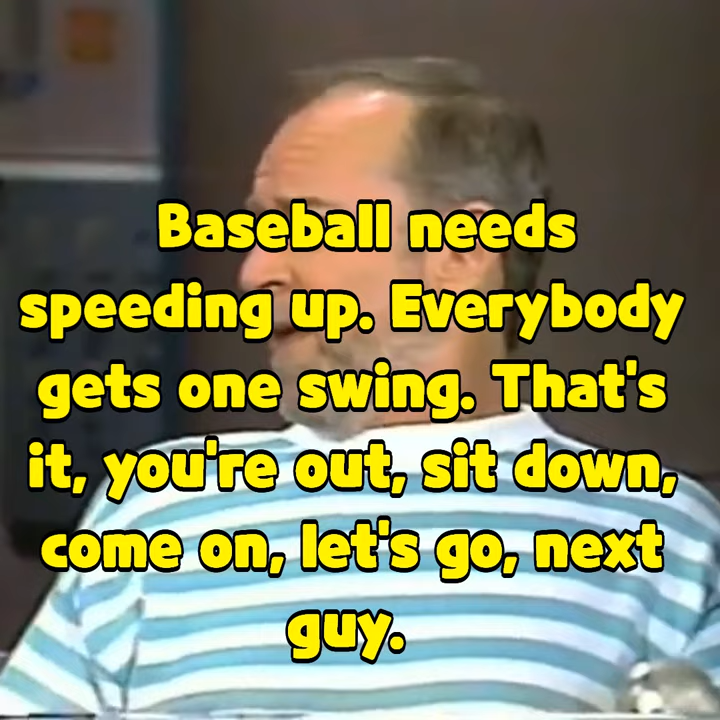 Baseball needs
speeding up. Everybody
gets one swing. That's
it, you're out, sit down,
come on, let's go, next
guy.